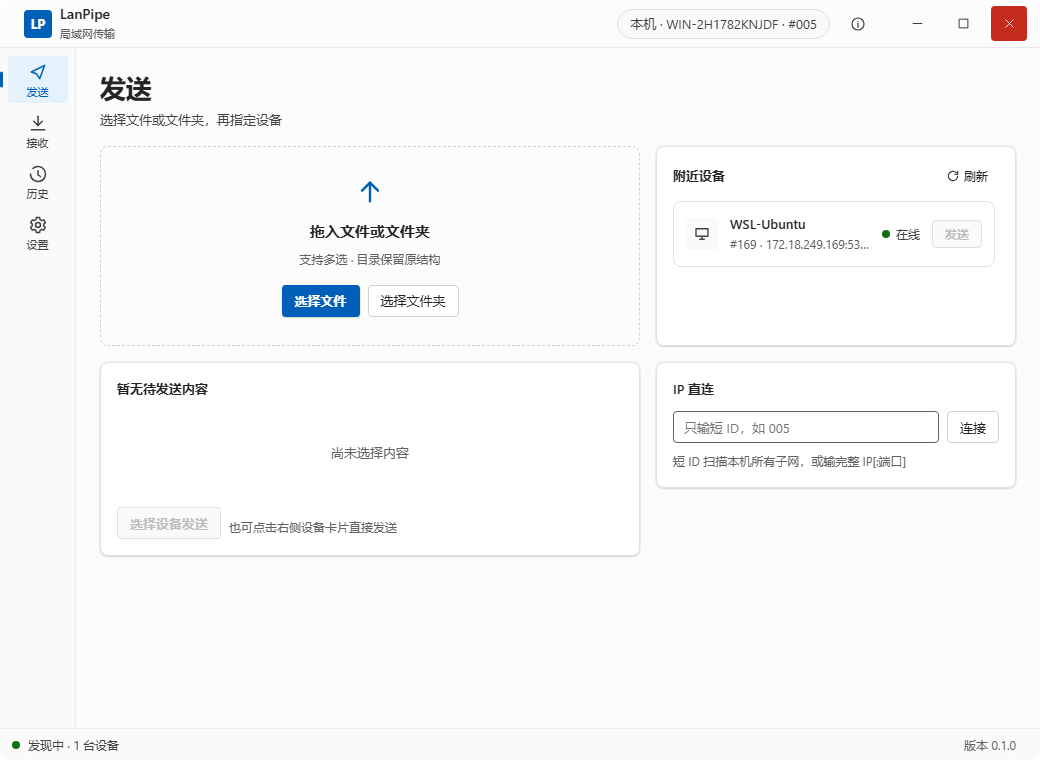 LP
LanPipe
局域网传输
本机 · WIN-2H1782KNJDF · #005
发送
接收
历史
设置
发送
选择文件或文件夹，再指定设备
拖入文件或文件夹
支持多选 · 目录保留原结构
选择文件
选择文件夹
附近设备
刷新
WSL-Ubuntu
#169 · 172.18.249.169:53...
在线
发送
暂无待发送内容
尚未选择内容
选择设备发送
也可点击右侧设备卡片直接发送
IP 直连
只输短 ID，如 005
连接
短 ID 扫描本机所有子网，或输完整 IP[:端口]
发现中 · 1 台设备
版本 0.1.0